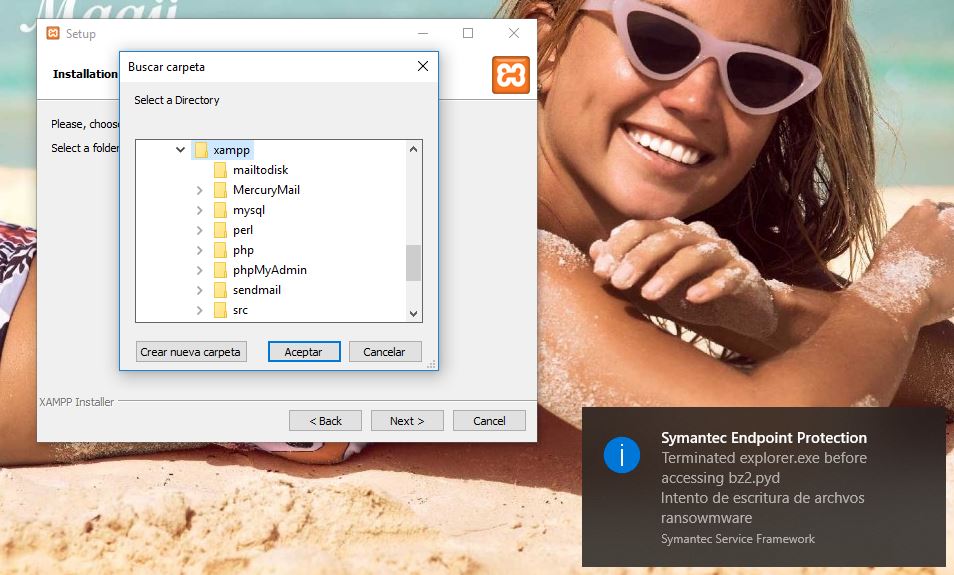 Magii
Setup
Installation
Please, choos
Select a folder
Buscar carpeta
Select a Directory
xampp
mailtodisk
MercuryMail
mysql
perl
php
phpMyAdmin
sendmail
src
Crear nueva carpeta
Aceptar
Cancelar
XAMPP Installer
< Back
Next >
Cancel
Symantec Endpoint Protection
Terminated explorer.exe before
accessing bz2.pyd
Intento de escritura de archvos
ransowmware
Symantec Service Framework